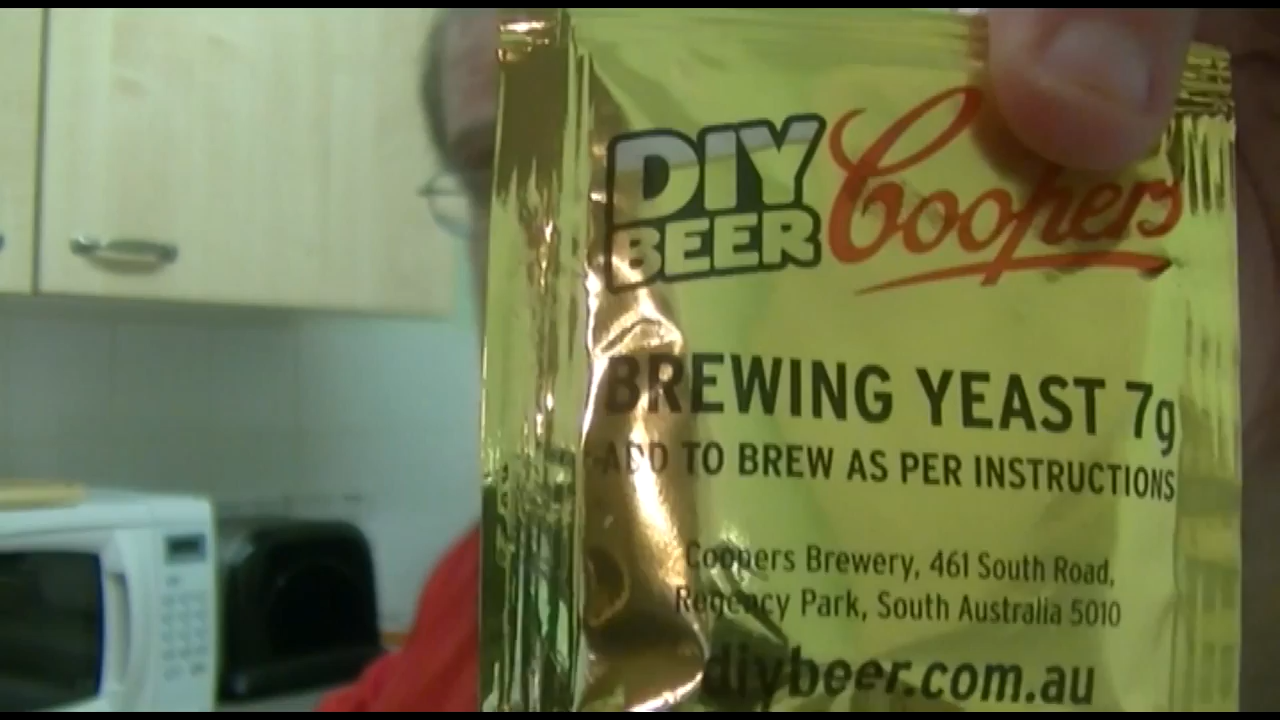 DIY
BEER
Coopers
BREWING YEAST 7g
ADD TO BREW AS PER INSTRUCTIONS
Coopers Brewery, 461 South Road,
Regency Park, South Australia 5010
diybeer.com.au